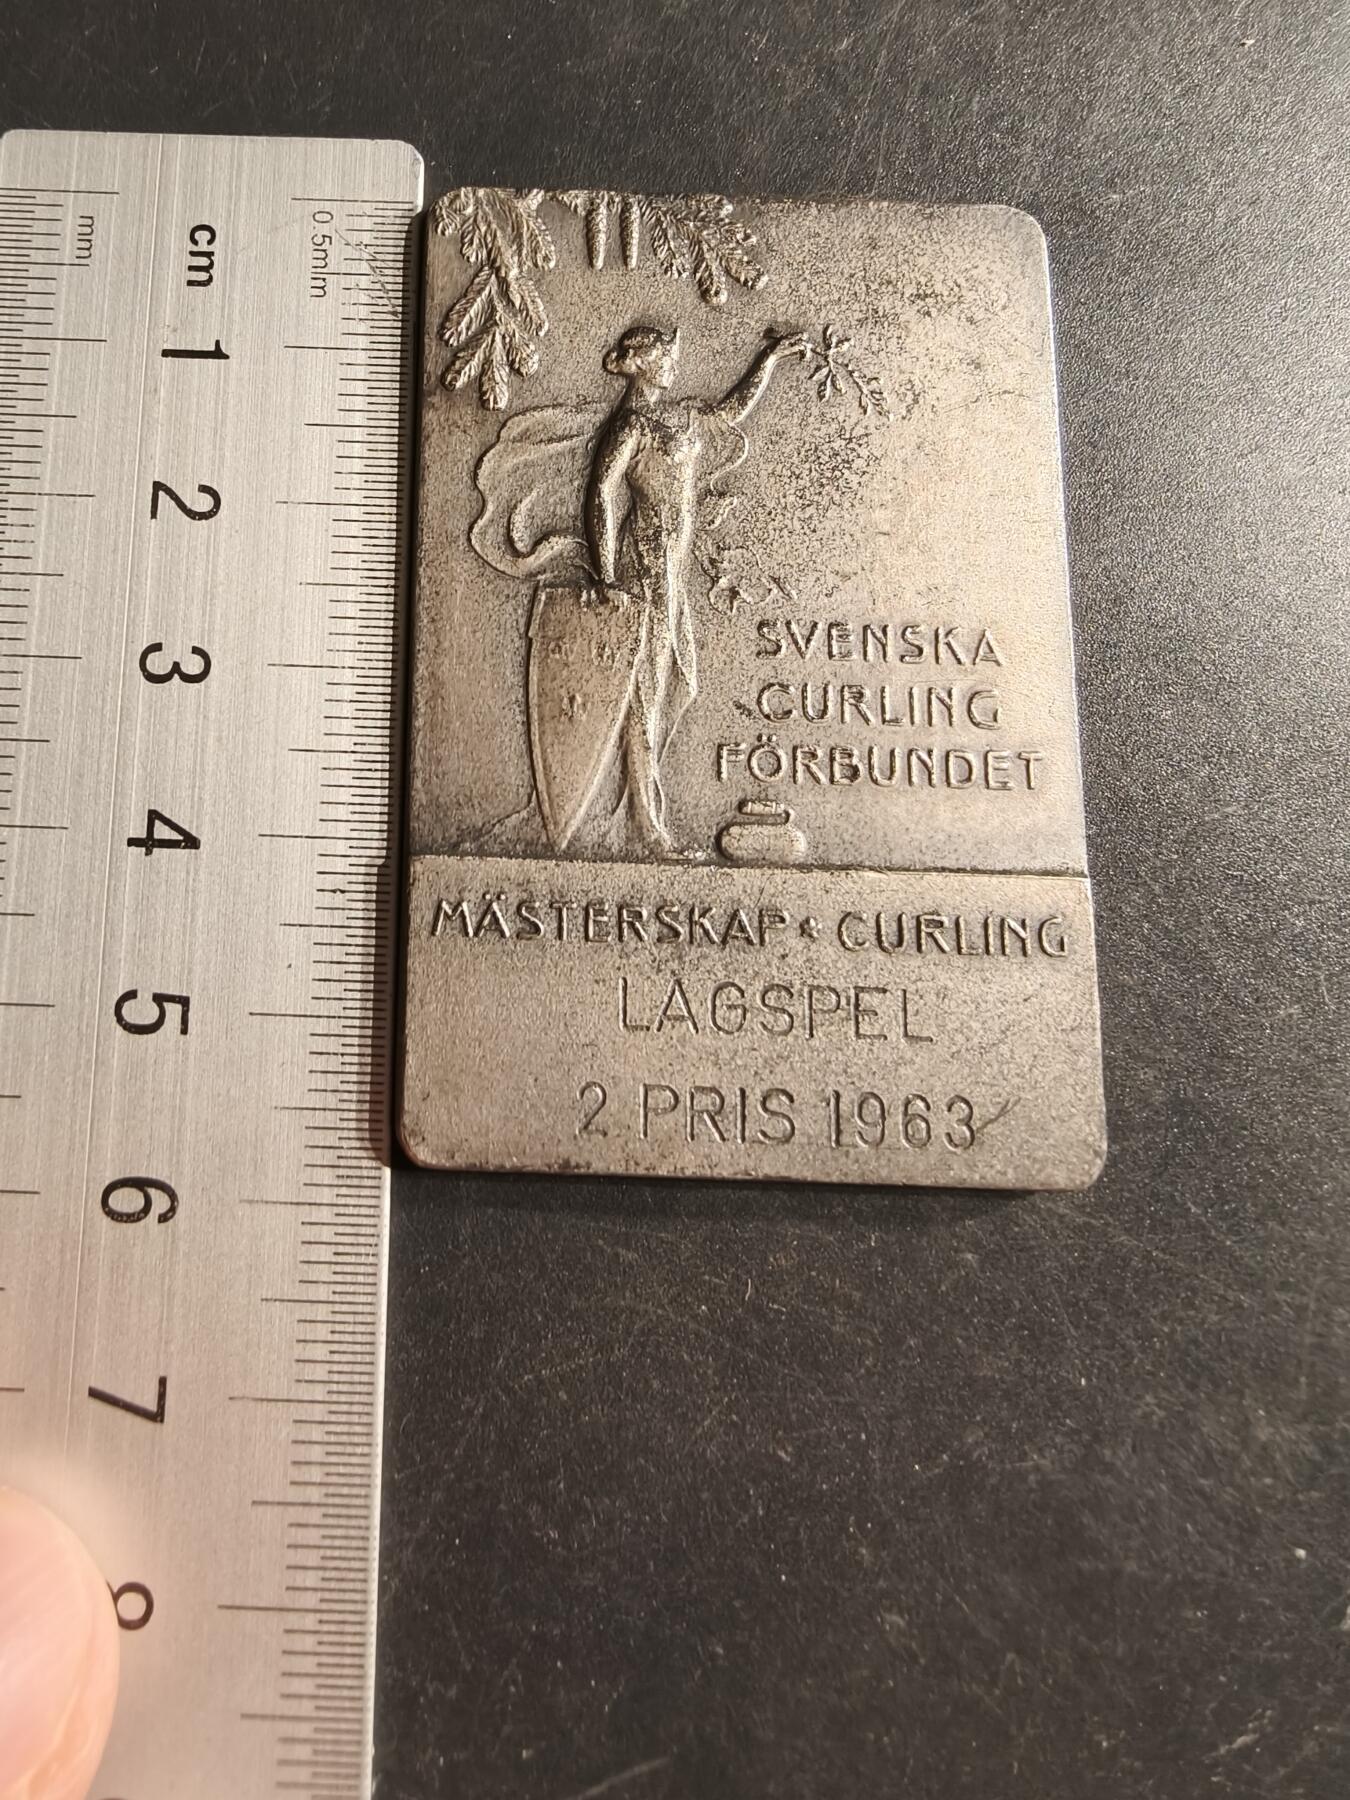 mm
cm
0.5mm
1
2
3
4
5
6
7
8
SVENSKA
CURLING
FÖRBUNDET
MÄSTERSKAP • CURLING
LAGSPEL
2 PRIS 1963